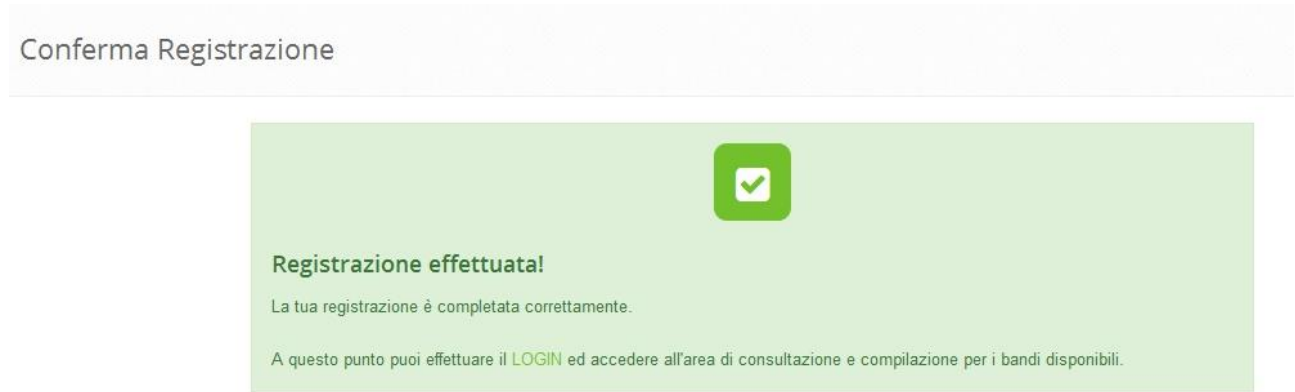 Conferma Registrazione
Registrazione effettuata!
La tua registrazione è completata correttamente.
A questo punto puoi effettuare il LOGIN ed accedere all'area di consultazione e compilazione per i bandi disponibili.